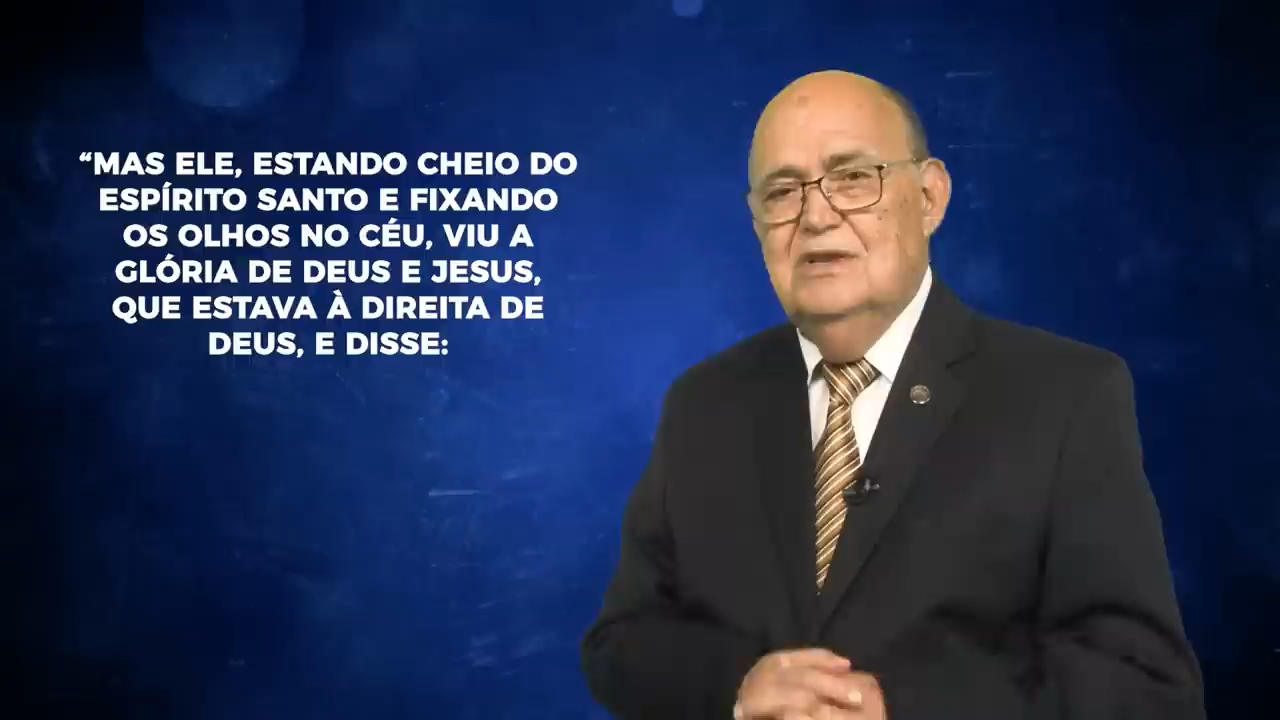 “MAS ELE, ESTANDO CHEIO DO
ESPÍRITO SANTO E FIXANDO
OS OLHOS NO CÉU, VIU A
GLÓRIA DE DEUS E JESUS,
QUE ESTAVA À DIREITA DE
DEUS, E DISSE: